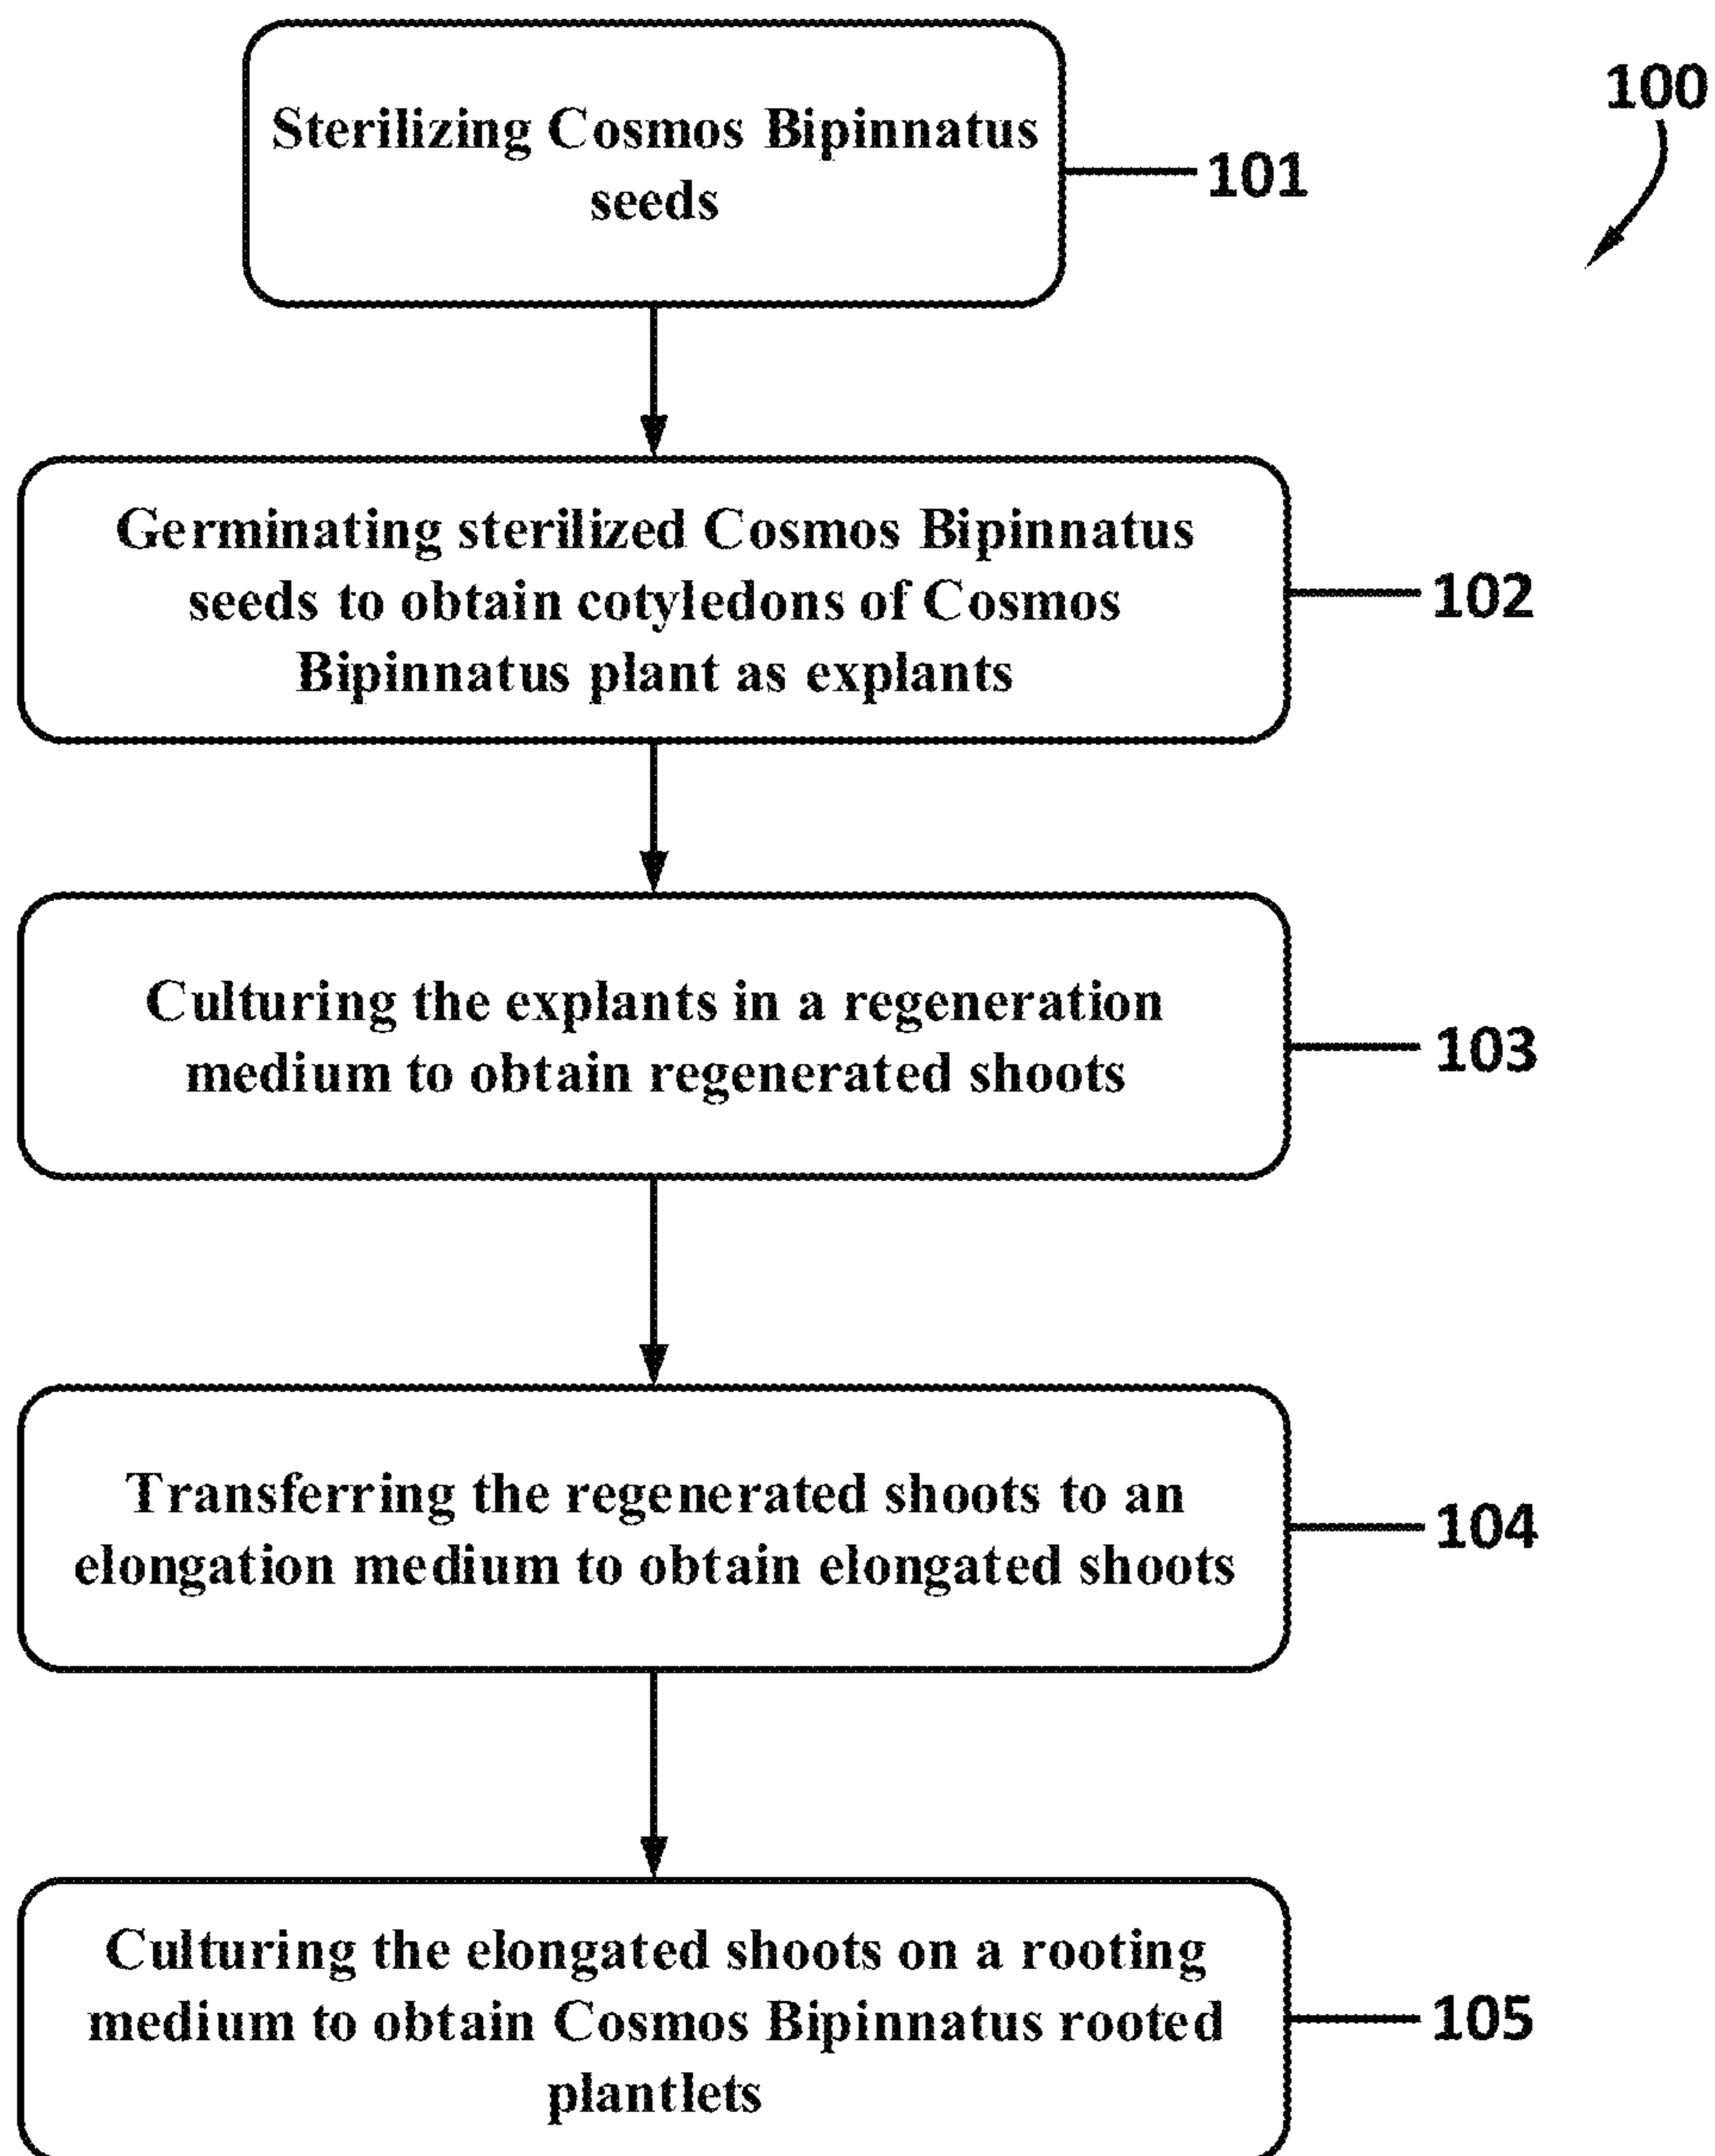 100
Sterilizing Cosmos Bipinnatus
seeds
101
Germinating sterilized Cosmos Bipinnatus
seeds to obtain cotyledons of Cosmos
Bipinnatus plant as explants
102
Culturing the explants in a regeneration
medium to obtain regenerated shoots
103
Transferring the regenerated shoots to an
elongation medium to obtain elongated shoots
104
Culturing the elongated shoots on a rooting
medium to obtain Cosmos Bipinnatus rooted
plantlets
105